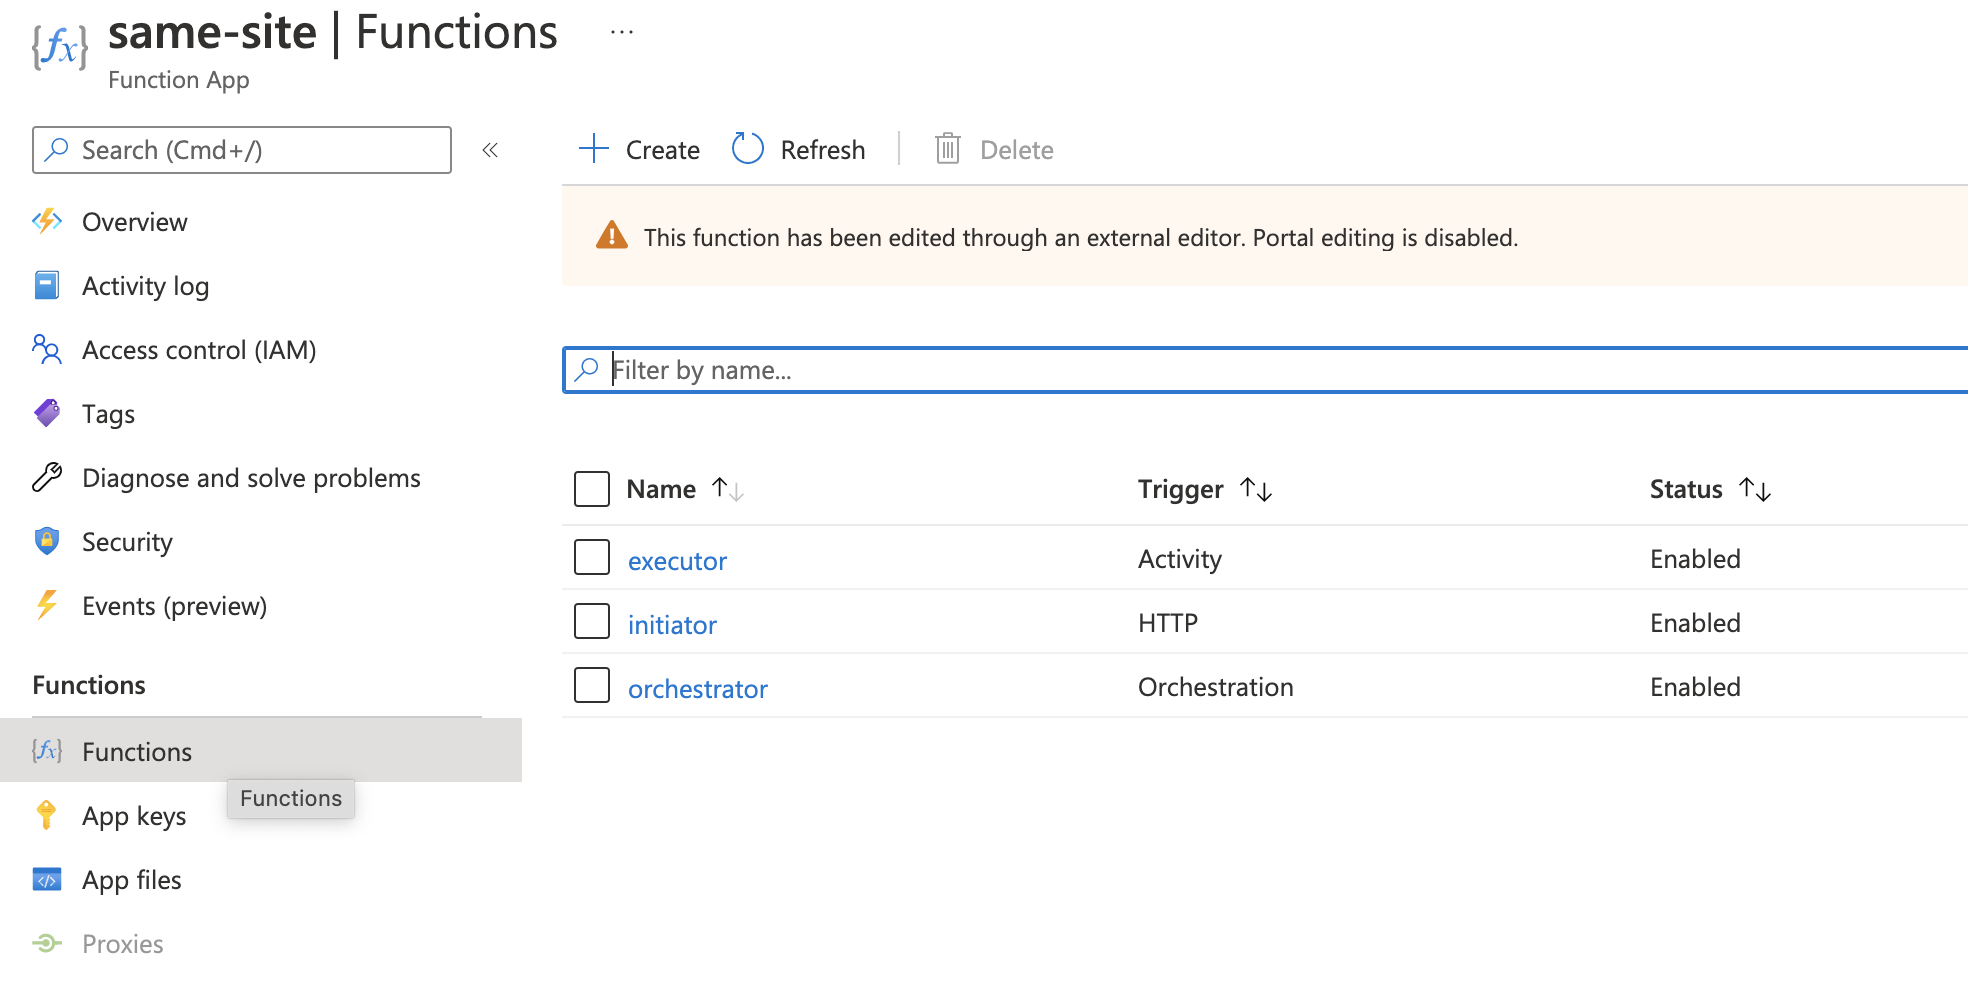 same-site | Functions ...
Function App
Search (Cmd+/)
«
Create
Refresh
Delete
Overview
Activity log
Access control (IAM)
Tags
Diagnose and solve problems
Security
Events (preview)
Functions
Functions
Functions
App keys
App files
Proxies
This function has been edited through an external editor. Portal editing is disabled.
Filter by name...
Name ↑↓ Trigger ↑↓ Status ↑↓
executor Activity Enabled
initiator HTTP Enabled
orchestrator Orchestration Enabled